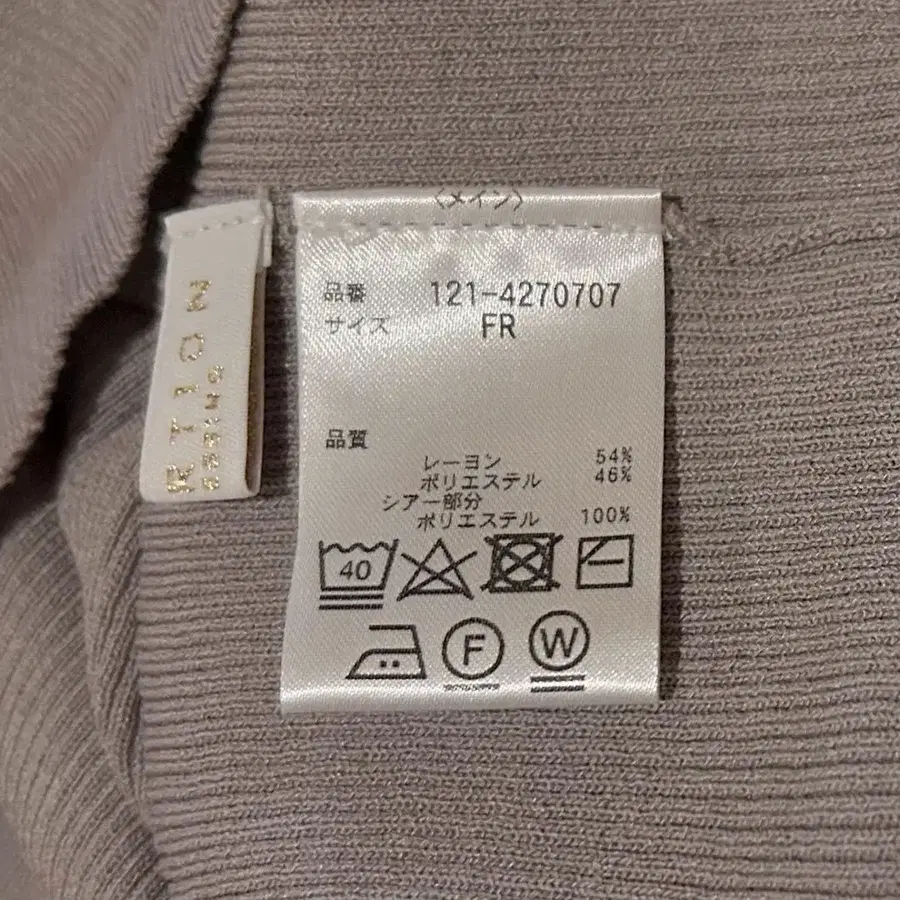 〈メイン〉
品番 121-4270707
サイズ FR
品質
レーヨン 54%
ポリエステル 46%
シアー部分
ポリエステル 100%
40
F
W
RTION